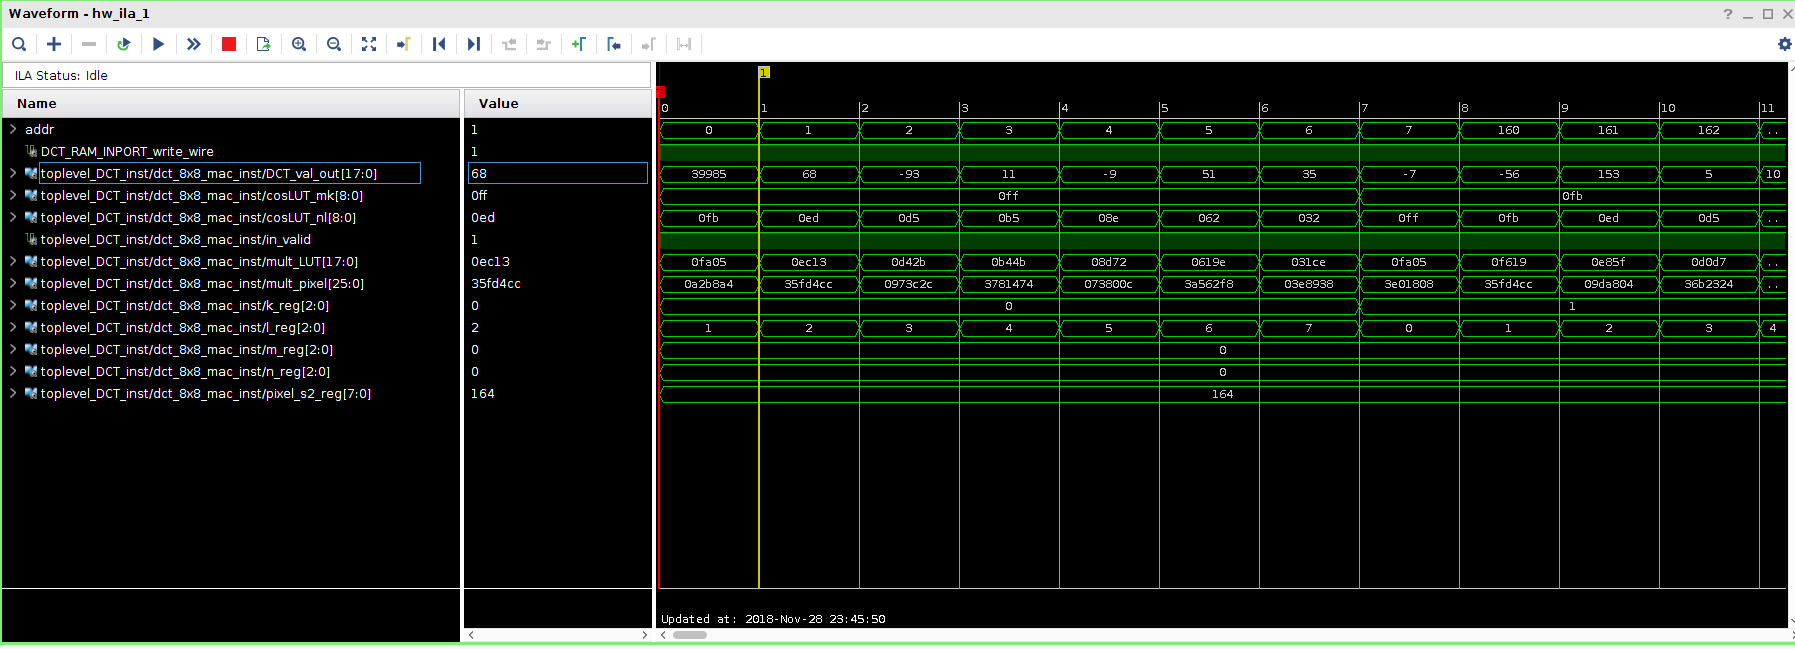 Waveform - hw_ila_1
ILA Status: Idle
Name Value
1
0 1 2 3 4 5 6 7 8 9 10 11
addr 1 0 1 2 3 4 5 6 7 160 161 162 ..
DCT_RAM_INPORT_write_wire 1
toplevel_DCT_inst/dct_8x8_mac_inst/DCT_val_out[17:0] 68 39985 68 -93 11 -9 51 35 -7 -56 153 5 10
toplevel_DCT_inst/dct_8x8_mac_inst/cosLUT_mk[8:0] 0ff 0ff 0fb
toplevel_DCT_inst/dct_8x8_mac_inst/cosLUT_nl[8:0] 0ed 0fb 0ed 0d5 0b5 08e 062 032 0ff 0fb 0ed 0d5 ..
toplevel_DCT_inst/dct_8x8_mac_inst/in_valid 1
toplevel_DCT_inst/dct_8x8_mac_inst/mult_LUT[17:0] 0ec13 0fa05 0ec13 0d42b 0b44b 08d72 0619e 031ce 0fa05 0f619 0e85f 0d0d7 ..
toplevel_DCT_inst/dct_8x8_mac_inst/mult_pixel[25:0] 35fd4cc 0a2b8a4 35fd4cc 0973c2c 3781474 073800c 3a562f8 03e8938 3e01808 35fd4cc 09da804 36b2324 ..
toplevel_DCT_inst/dct_8x8_mac_inst/k_reg[2:0] 0 0 1
toplevel_DCT_inst/dct_8x8_mac_inst/l_reg[2:0] 2 1 2 3 4 5 6 7 0 1 2 3 4
toplevel_DCT_inst/dct_8x8_mac_inst/m_reg[2:0] 0 0
toplevel_DCT_inst/dct_8x8_mac_inst/n_reg[2:0] 0 0
toplevel_DCT_inst/dct_8x8_mac_inst/pixel_s2_reg[7:0] 164 164
Updated at: 2018-Nov-28 23:45:50